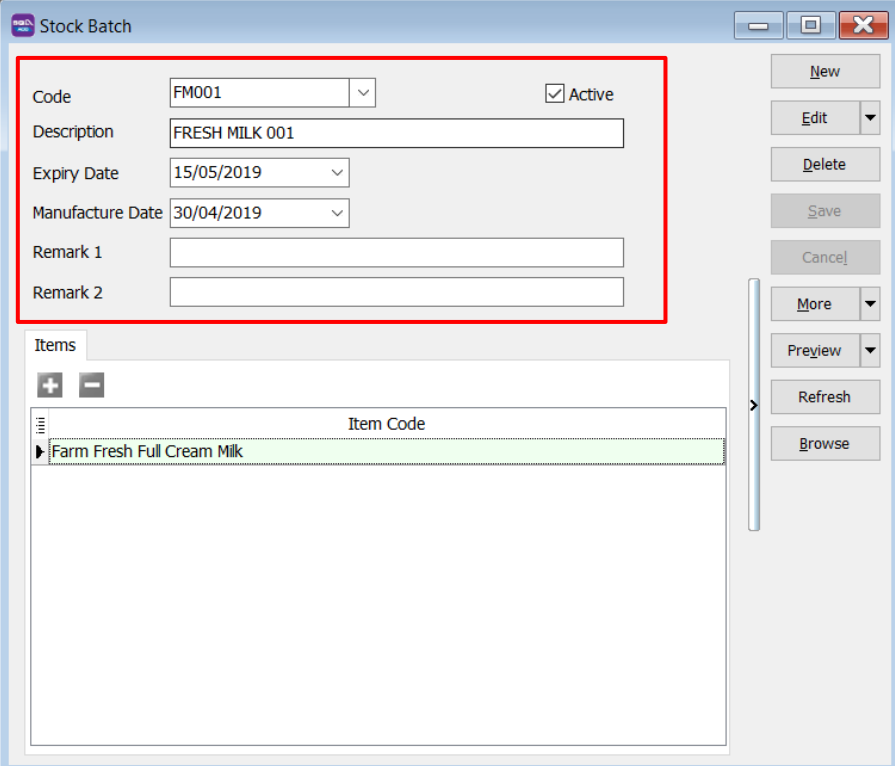 Stock Batch
Code FM001 Active
Description FRESH MILK 001
Expiry Date 15/05/2019
Manufacture Date 30/04/2019
Remark 1
Remark 2
Items
Item Code
Farm Fresh Full Cream Milk
New
Edit
Delete
Save
Cancel
More
Preview
Refresh
Browse